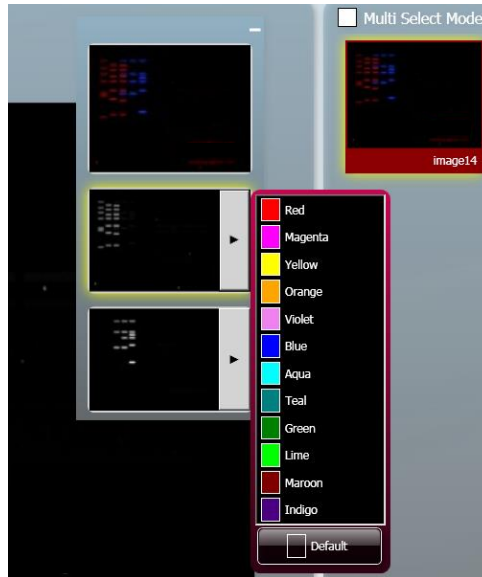 Multi Select Mode
image14
Red
Magenta
Yellow
Orange
Violet
Blue
Aqua
Teal
Green
Lime
Maroon
Indigo
Default